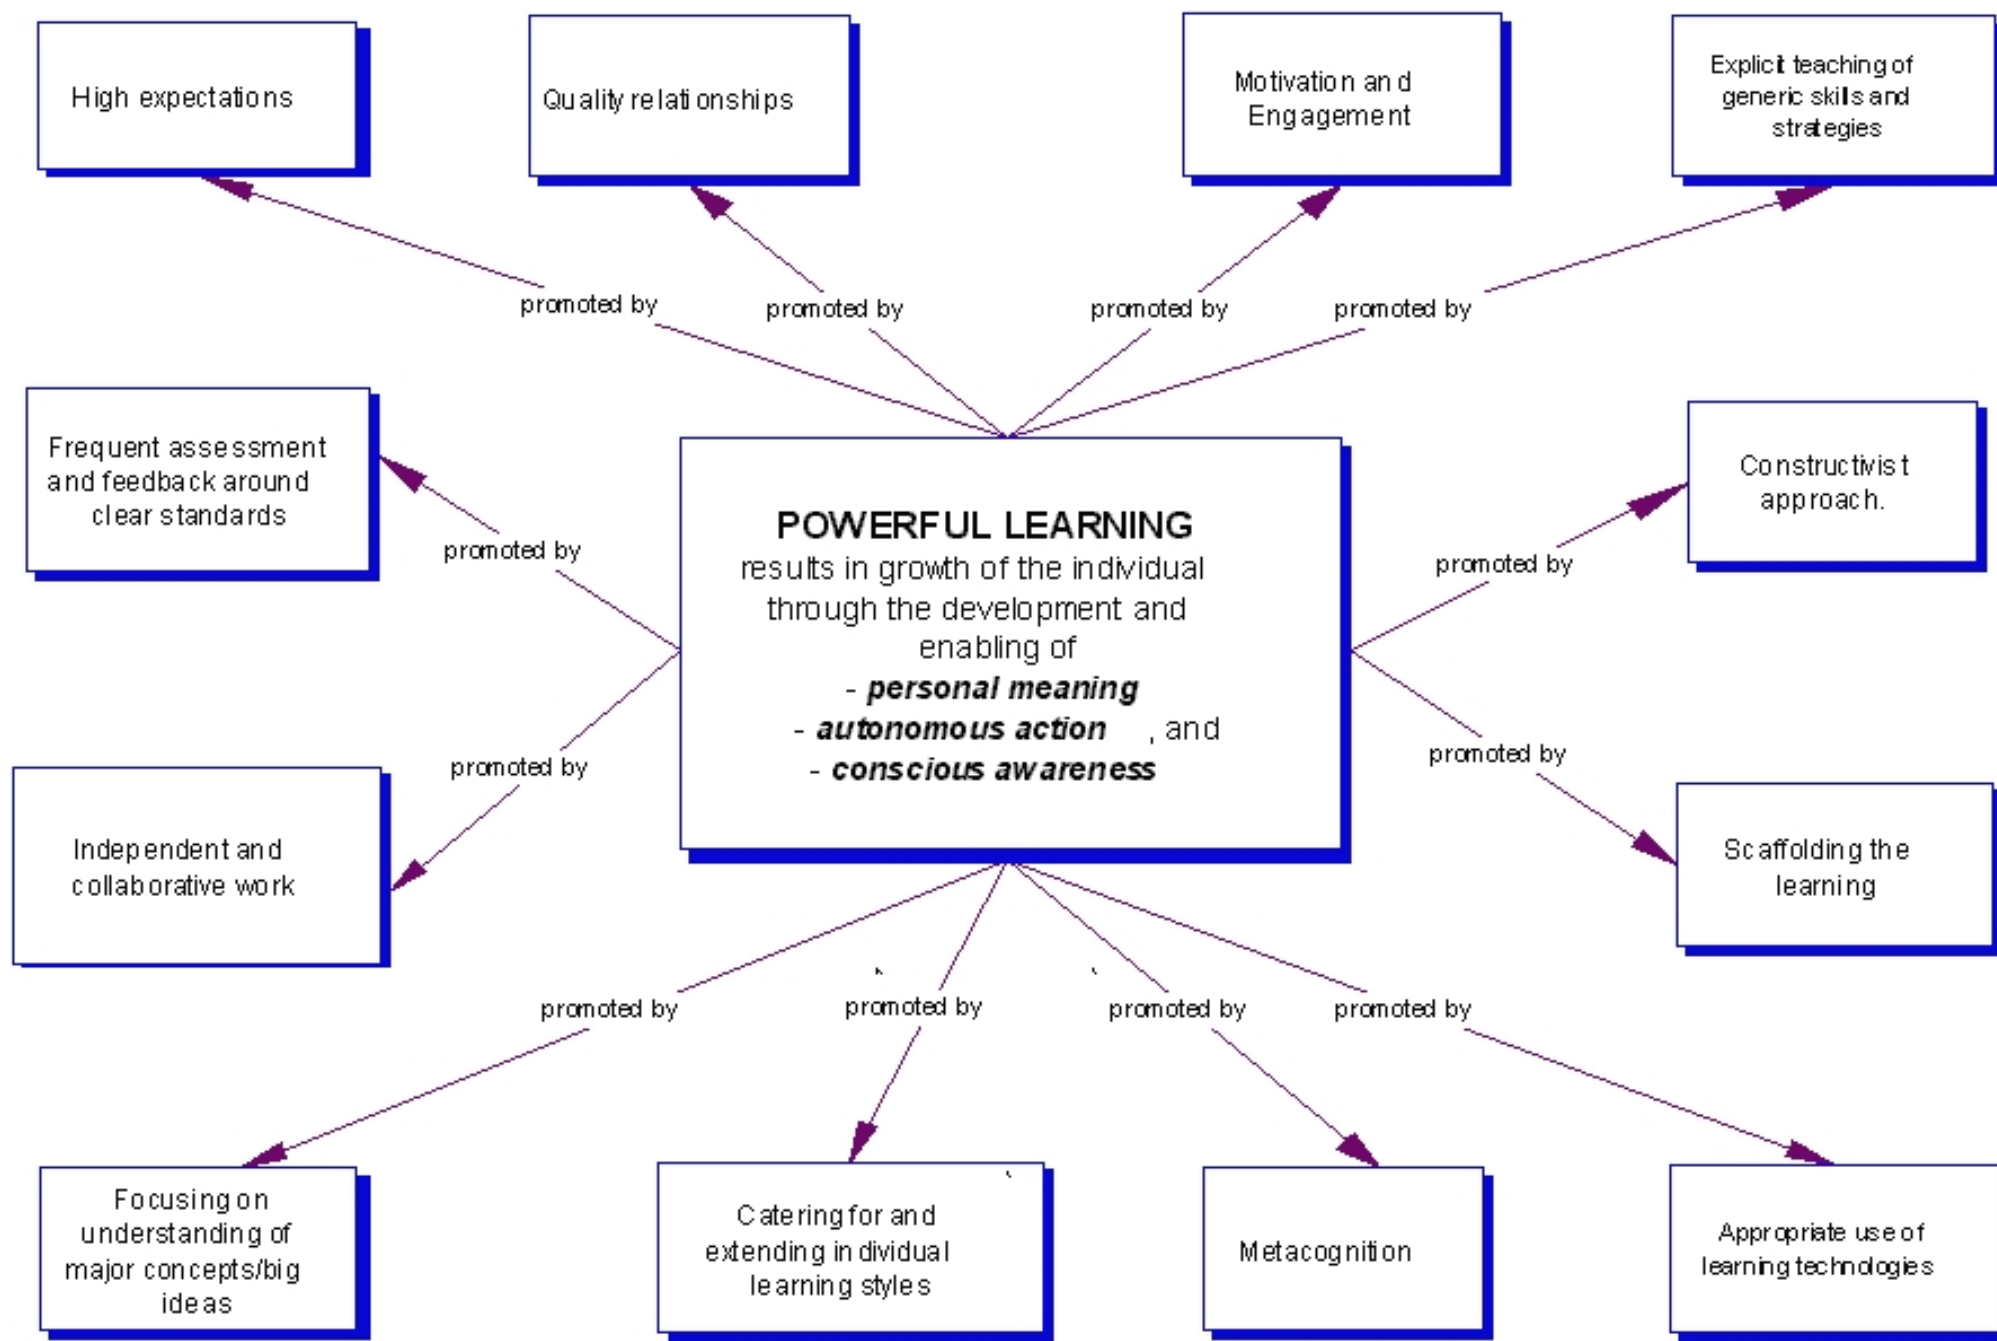 High expectations
Quality relationships
Motivation and
Engagement
Explicit teaching of
generic skills and
strategies
promoted by
promoted by
promoted by
promoted by
Frequent assessment
and feedback around
clear standards
promoted by
Constructivist
approach.
promoted by
POWERFUL LEARNING
results in growth of the individual
through the development and
enabling of
- personal meaning
- autonomous action , and
- conscious awareness
Independent and
collaborative work
promoted by
Scaffolding the
learning
promoted by
promoted by
promoted by
promoted by
promoted by
Focusing on
understanding of
major concepts/big
ideas
Catering for and
extending individual
learning styles
Metacognition
Appropriate use of
learning technologies